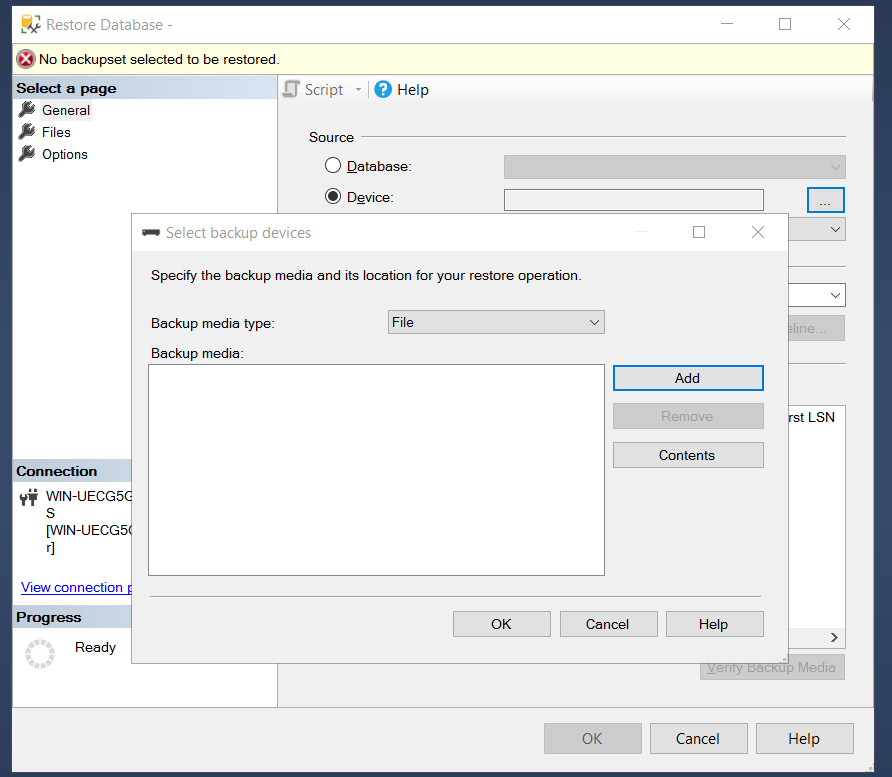 Restore Database -
No backupset selected to be restored.
Select a page
General
Files
Options
Script
Help
Source
Database:
Device:
...
Select backup devices
Specify the backup media and its location for your restore operation.
Backup media type:
File
Backup media:
Add
Remove
Contents
OK
Cancel
Help
eline...
rst LSN
Verify Backup Media
Connection
WIN-UECG5G
S
[WIN-UECG5G
r]
View connection p
Progress
Ready
OK
Cancel
Help